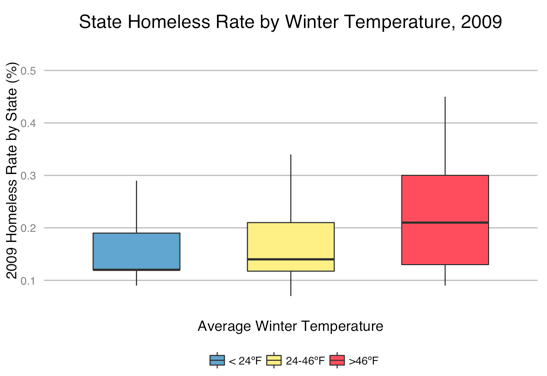 State Homeless Rate by Winter Temperature, 2009
2009 Homeless Rate by State (%)
0.5
0.4
0.3
0.2
0.1
Average Winter Temperature
< 24°F 24-46°F >46°F